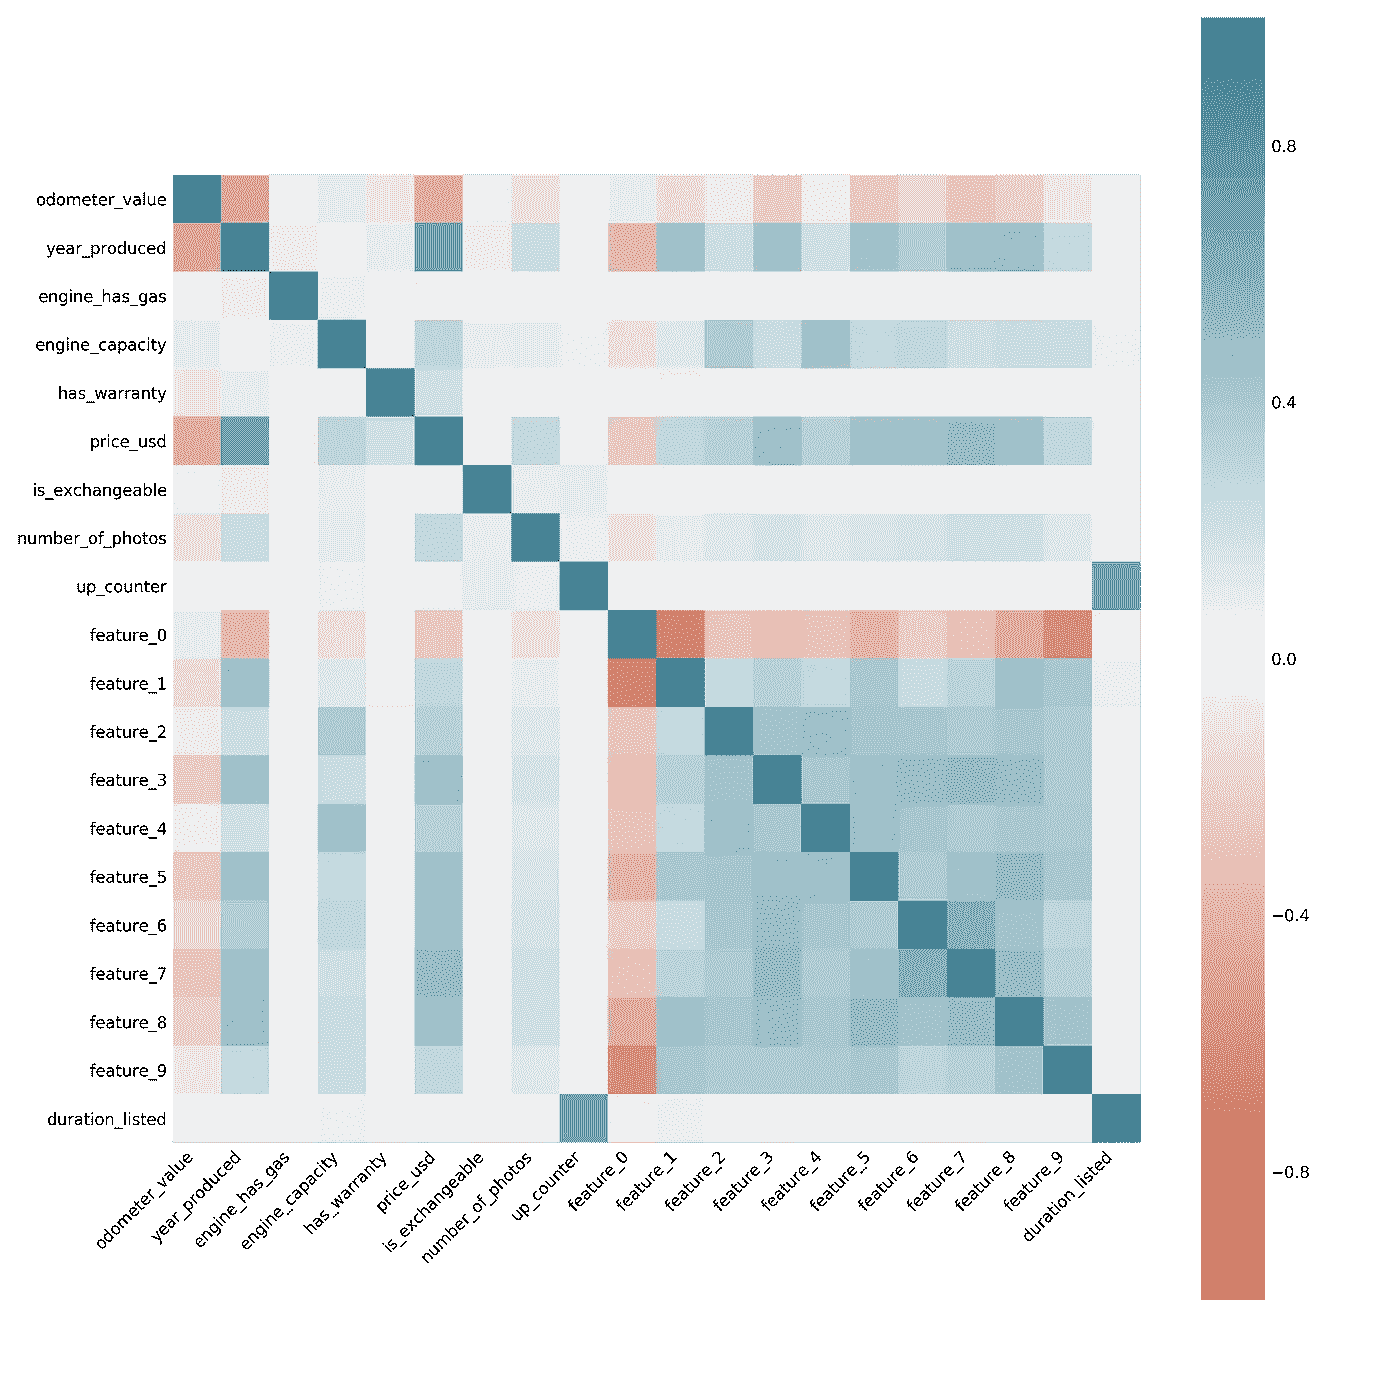 0.8
odometer_value
year_produced
engine_has_gas
engine_capacity
0.4
has_warranty
price_usd
is_exchangeable
number_of_photos
up_counter
feature_0
0.0
feature_1
feature_2
feature_3
feature_4
feature_5
feature_6
−0.4
feature_7
feature_8
feature_9
duration_listed
odometer_value
year_produced
engine_has_gas
engine_capacity
has_warranty
price_usd
is_exchangeable
number_of_photos
up_counter
feature_0
feature_1
feature_2
feature_3
feature_4
feature_5
feature_6
feature_7
feature_8
feature_9
duration_listed
−0.8